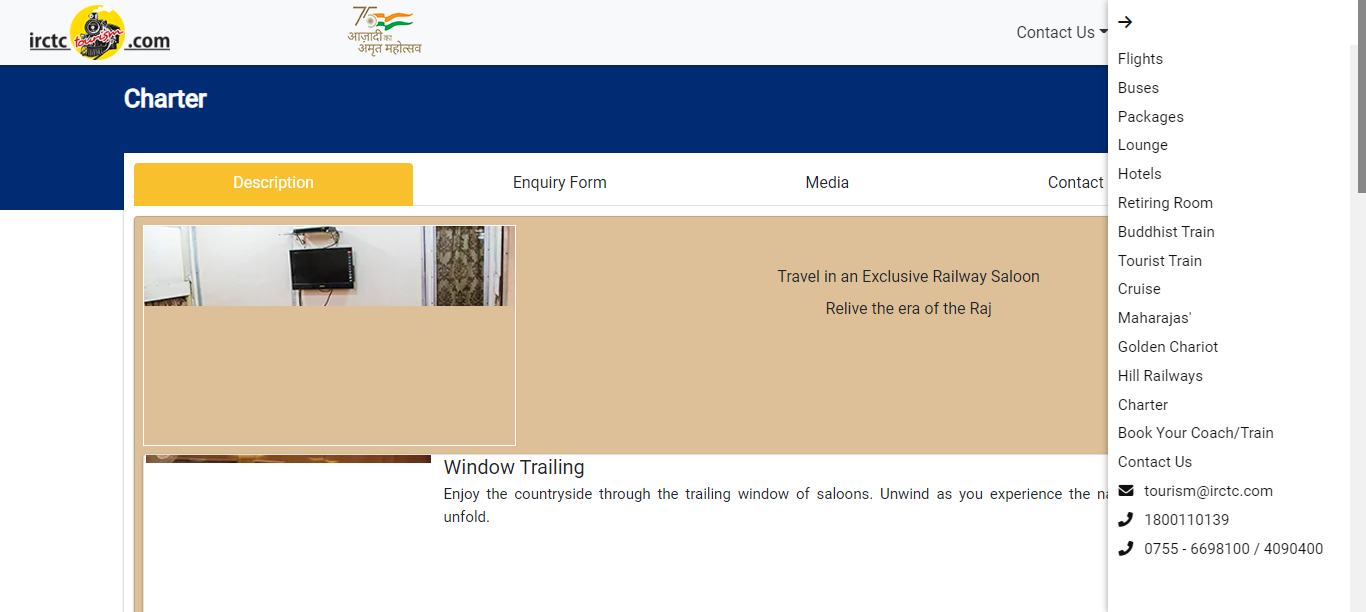 irctc tourism .com
75
आज़ादी का
अमृत महोत्सव
Contact Us
Charter
Description
Enquiry Form
Media
Contact
Travel in an Exclusive Railway Saloon
Relive the era of the Raj
Window Trailing
Enjoy the countryside through the trailing window of saloons. Unwind as you experience the
unfold.
Flights
Buses
Packages
Lounge
Hotels
Retiring Room
Buddhist Train
Tourist Train
Cruise
Maharajas'
Golden Chariot
Hill Railways
Charter
Book Your Coach/Train
Contact Us
tourism@irctc.com
1800110139
0755 - 6698100 / 4090400